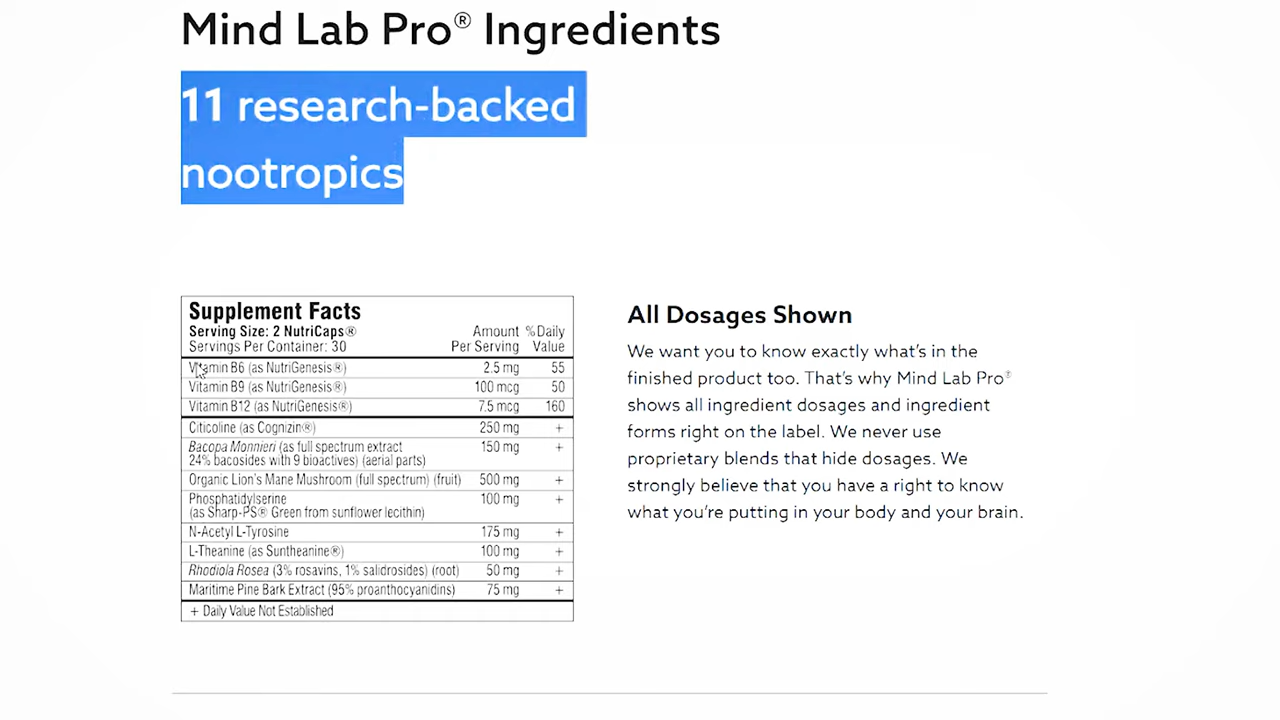 Mind Lab Pro® Ingredients
11 research-backed
nootropics
Supplement Facts
Serving Size: 2 NutriCaps®
Servings Per Container: 30
Amount Per Serving
%Daily Value
Vitamin B6 (as NutriGenesis®) 2.5 mg 55
Vitamin B9 (as NutriGenesis®) 100 mcg 50
Vitamin B12 (as NutriGenesis®) 7.5 mcg 160
Citicoline (as Cognizin®) 250 mg +
Bacopa Monnieri (as full spectrum extract 150 mg +
24% bacosides with 9 bioactives) (aerial parts)
Organic Lion's Mane Mushroom (full spectrum) (fruit) 500 mg +
Phosphatidylserine 100 mg +
(as Sharp-PS® Green from sunflower lecithin)
N-Acetyl L-Tyrosine 175 mg +
L-Theanine (as Suntheanine®) 100 mg +
Rhodiola Rosea (3% rosavins, 1% salidrosides) (root) 50 mg +
Maritime Pine Bark Extract (95% proanthocyanidins) 75 mg +
+ Daily Value Not Established
All Dosages Shown
We want you to know exactly what's in the
finished product too. That's why Mind Lab Pro®
shows all ingredient dosages and ingredient
forms right on the label. We never use
proprietary blends that hide dosages. We
strongly believe that you have a right to know
what you're putting in your body and your brain.